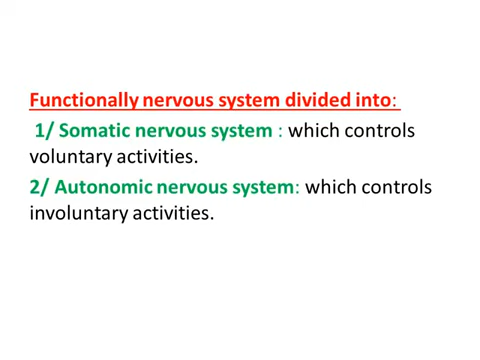 Functionally nervous system divided into:
1/ Somatic nervous system : which controls
voluntary activities.
2/ Autonomic nervous system: which controls
involuntary activities.